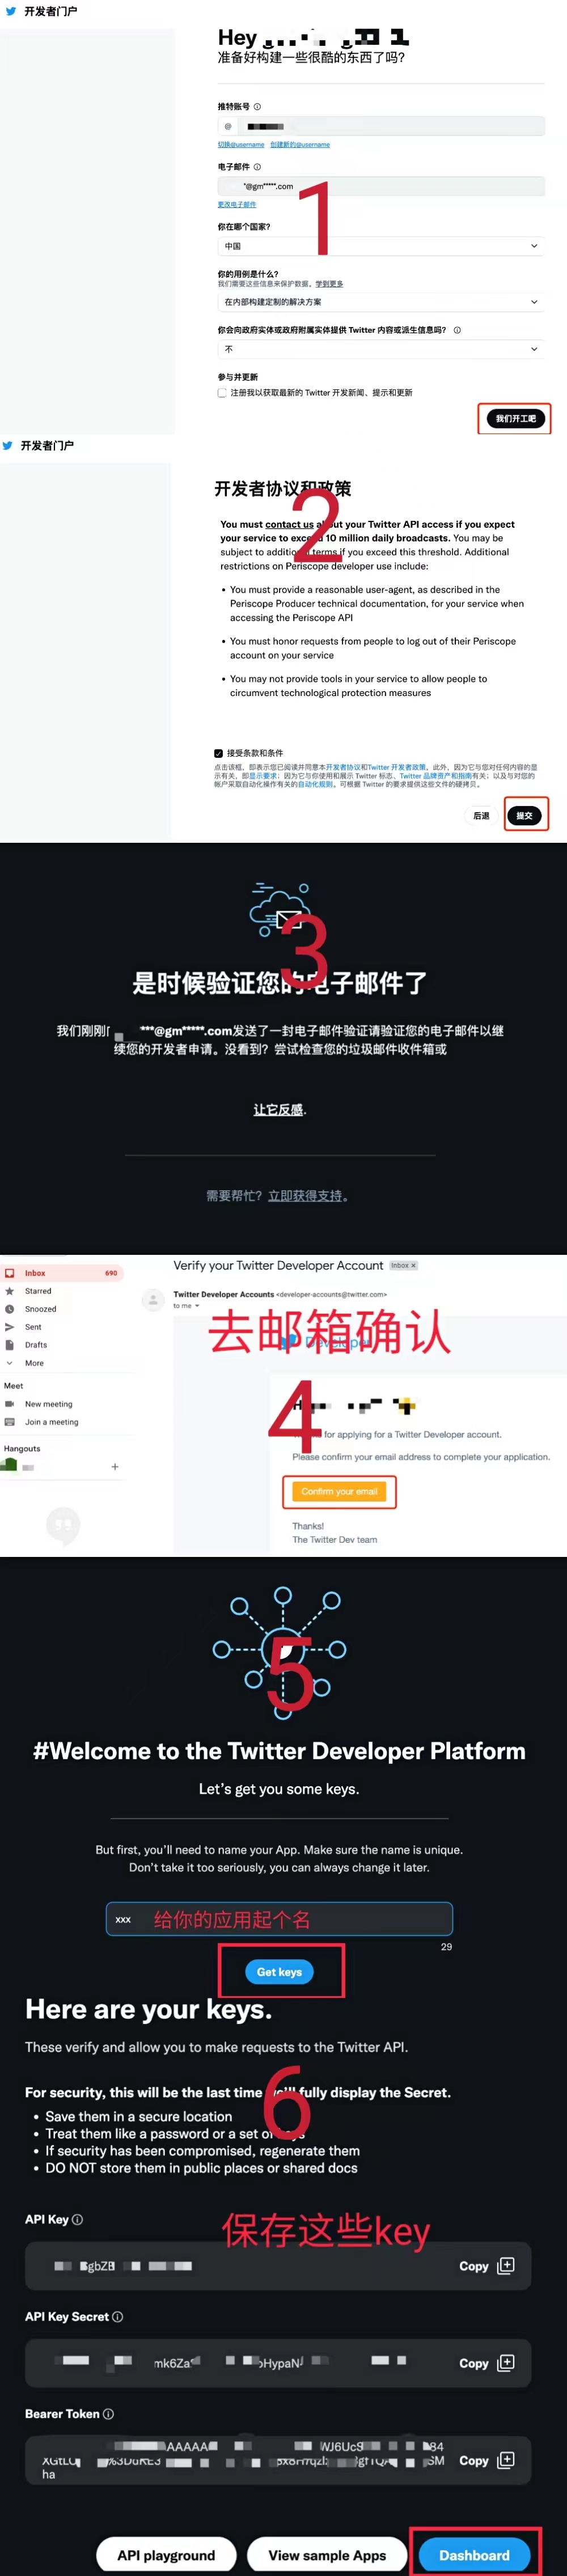 开发者门户
Hey
准备好构建一些很酷的东西了吗?
推特账号
@
切换@username 创建新的@username
电子邮件
*@gm*****.com
更改电子邮件
1
你在哪个国家?
中国
你的用例是什么?
我们需要这些信息来保护数据。学到更多
在内部构建定制的解决方案
你会向政府实体或政府附属实体提供 Twitter 内容或派生信息吗?
不
参与并更新
注册我以获取最新的 Twitter 开发新闻、提示和更新
我们开工吧
开发者门户
开发者协议和政策
2
You must contact us about your Twitter API access if you expect
your service to exceed 10 million daily broadcasts. You may be
subject to additional if you exceed this threshold. Additional
restrictions on Periscope developer use include:
• You must provide a reasonable user-agent, as described in the
Periscope Producer technical documentation, for your service when
accessing the Periscope API
• You must honor requests from people to log out of their Periscope
account on your service
• You may not provide tools in your service to allow people to
circumvent technological protection measures
接受条款和条件
点击该框，即表示您已阅读并同意本开发者协议和Twitter 开发者政策。此外，因为它与您对任何内容的显
示有关，即显示要求；因为它与你使用和展示 Twitter 标志、Twitter 品牌资产和指南有关；以及与对您的
帐户采取自动化操作有关的自动化规则。可根据 Twitter 的要求提供这些文件的硬拷贝。
后退 提交
3
是时候验证您的电子邮件了
我们刚刚 ***@gm*****.com发送了一封电子邮件验证请验证您的电子邮件以继
续您的开发者申请。没看到？尝试检查您的垃圾邮件收件箱或
让它反感.
需要帮忙？立即获得支持。
Inbox 690
Starred
Snoozed
Sent
Drafts
More
Meet
New meeting
Join a meeting
Hangouts
+
Verify your Twitter Developer Account Inbox ×
Twitter Developer Accounts <developer-accounts@twitter.com>
to me
去邮箱确认
Developer
4
for applying for a Twitter Developer account.
Please confirm your email address to complete your application.
Confirm your email
Thanks!
The Twitter Dev team
5
#Welcome to the Twitter Developer Platform
Let's get you some keys.
But first, you'll need to name your App. Make sure the name is unique.
Don't take it too seriously, you can always change it later.
xxx 给你的应用起个名
29
Get keys
Here are your keys.
These verify and allow you to make requests to the Twitter API.
6
For security, this will be the last time we'll fully display the Secret.
• Save them in a secure location
• Treat them like a password or a set of keys
• If security has been compromised, regenerate them
• DO NOT store them in public places or shared docs
保存这些key
API Key
Copy
API Key Secret
Copy
Bearer Token
Copy
ha
API playground View sample Apps Dashboard